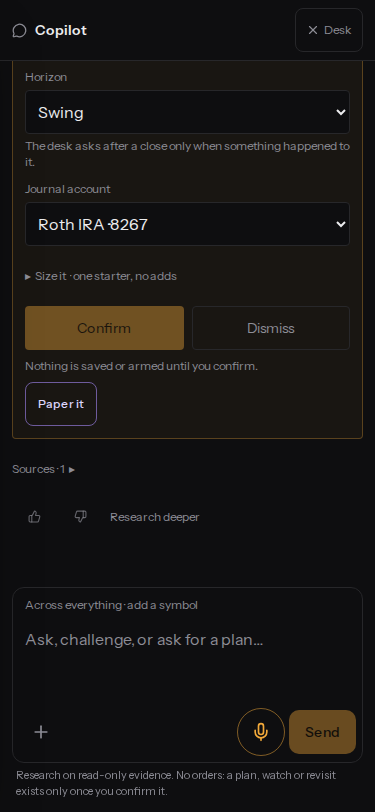 Copilot
Desk
Horizon
Swing
The desk asks after a close only when something happened to
it.
Journal account
Roth IRA ·8267
▸ Size it · one starter, no adds
Confirm
Dismiss
Nothing is saved or armed until you confirm.
Paper it
Sources · 1 ▸
Research deeper
Across everything · add a symbol
Ask, challenge, or ask for a plan…
Send
Research on read-only evidence. No orders: a plan, watch or revisit
exists only once you confirm it.